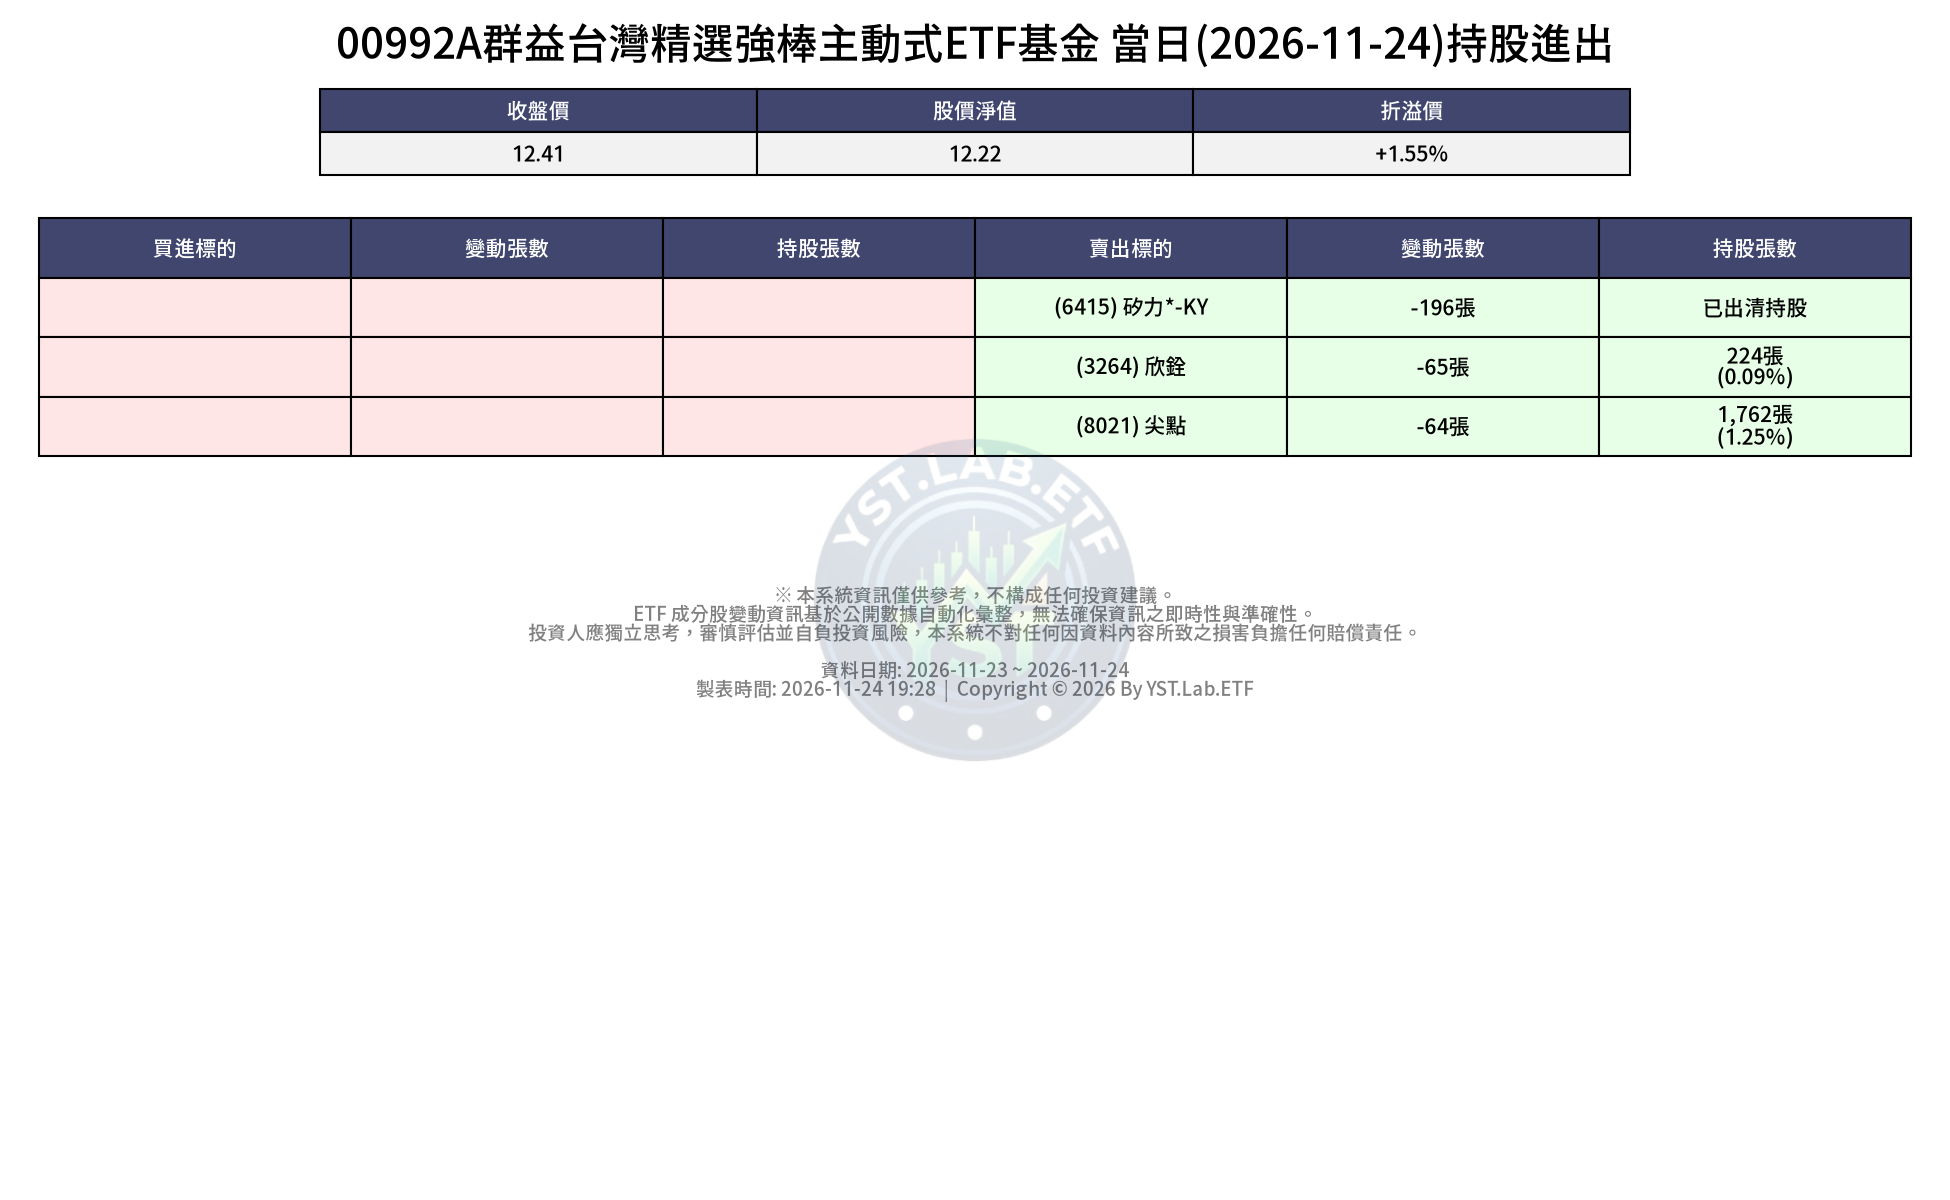 00992A群益台灣精選強棒主動式ETF基金 當日(2026-11-24)持股進出
收盤價 股價淨值 折溢價
12.41 12.22 +1.55%
買進標的 變動張數 持股張數 賣出標的 變動張數 持股張數
(6415) 矽力*-KY -196張 已出清持股
(3264) 欣銓 -65張 224張
(0.09%)
(8021) 尖點 -64張 1,762張
(1.25%)
YST.LAB.ETF
※ 本系統資訊僅供參考，不構成任何投資建議。
ETF 成分股變動資訊基於公開數據自動化彙整，無法確保資訊之即時性與準確性。
投資人應獨立思考，審慎評估並自負投資風險，本系統不對任何因資料內容所致之損害負擔任何賠償責任。
YST
資料日期: 2026-11-23 ~ 2026-11-24
製表時間: 2026-11-24 19:28 | Copyright © 2026 By YST.Lab.ETF